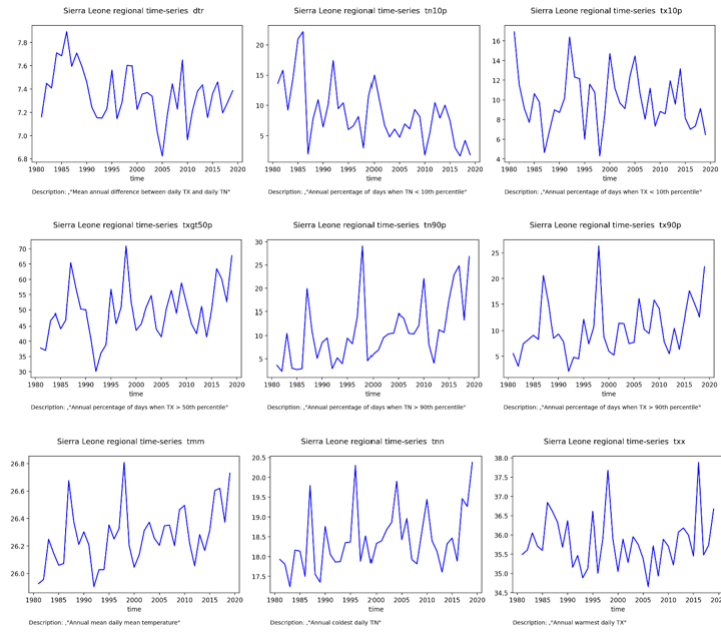 Sierra Leone regional time-series dtr
7.8
7.6
7.4
7.2
7.0
6.8
1980 1985 1990 1995 2000 2005 2010 2015 2020
time
Description: ,"Mean annual difference between daily TX and daily TN"
Sierra Leone regional time-series tn10p
20
15
10
5
1980 1985 1990 1995 2000 2005 2010 2015 2020
time
Description: ,"Annual percentage of days when TN < 10th percentile"
Sierra Leone regional time-series tx10p
16
14
12
10
8
6
4
1980 1985 1990 1995 2000 2005 2010 2015 2020
time
Description: ,"Annual percentage of days when TX < 10th percentile"
Sierra Leone regional time-series txgt50p
70
65
60
55
50
45
40
35
30
1980 1985 1990 1995 2000 2005 2010 2015 2020
time
Description: ,"Annual percentage of days when TX > 50th percentile"
Sierra Leone regional time-series tn90p
30
25
20
15
10
5
1980 1985 1990 1995 2000 2005 2010 2015 2020
time
Description: ,"Annual percentage of days when TN > 90th percentile"
Sierra Leone regional time-series tx90p
25
20
15
10
5
1980 1985 1990 1995 2000 2005 2010 2015 2020
time
Description: ,"Annual percentage of days when TX > 90th percentile"
Sierra Leone regional time-series tmm
26.8
26.6
26.4
26.2
26.0
1980 1985 1990 1995 2000 2005 2010 2015 2020
time
Description: ,"Annual mean daily mean temperature"
Sierra Leone regional time-series tnn
20.5
20.0
19.5
19.0
18.5
18.0
17.5
1980 1985 1990 1995 2000 2005 2010 2015 2020
time
Description: ,"Annual coldest daily TN"
Sierra Leone regional time-series txx
38.0
37.5
37.0
36.5
36.0
35.5
35.0
34.5
1980 1985 1990 1995 2000 2005 2010 2015 2020
time
Description: ,"Annual warmest daily TX"